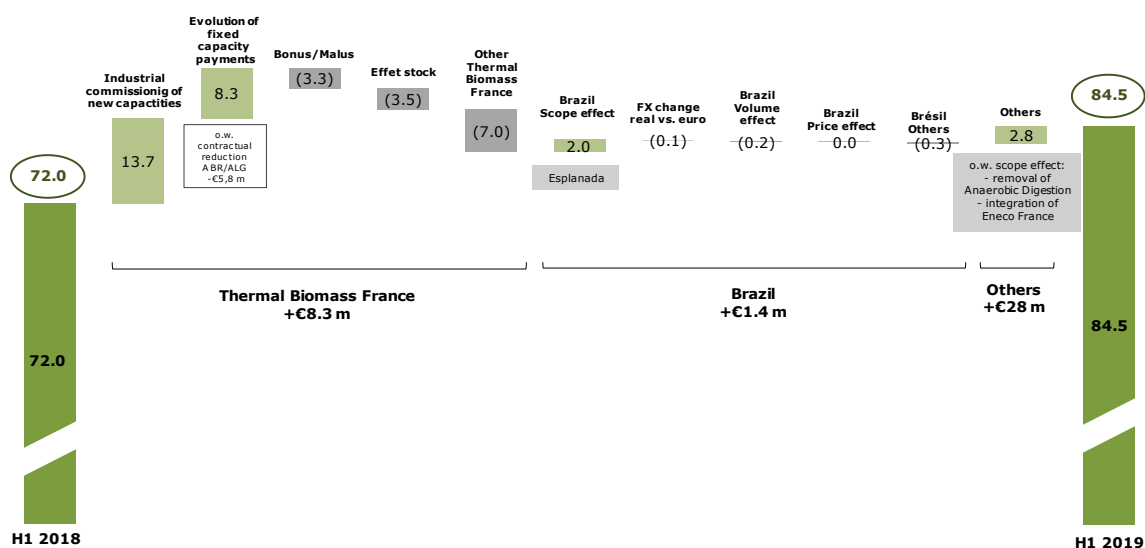 Industrial
commissionig of
new capactities
Evolution of
fixed
capacity
payments
Bonus/Malus
Effet stock
Other
Thermal
Biomass
France
Brazil
Scope effect
FX change
real vs. euro
Brazil
Volume
effect
Brazil
Price effect
Brésil
Others
Others
72.0
13.7
8.3
(3.3)
(3.5)
(7.0)
2.0
(0.1)
(0.2)
0.0
(0.3)
2.8
84.5
o.w.
contractual
reduction
ABR/ALG
-€5,8 m
Esplanada
o.w. scope effect:
- removal of
Anaerobic Digestion
- integration of
Eneco France
Thermal Biomass France
+€8.3 m
Brazil
+€1.4 m
Others
+€28 m
72.0
84.5
H1 2018
H1 2019